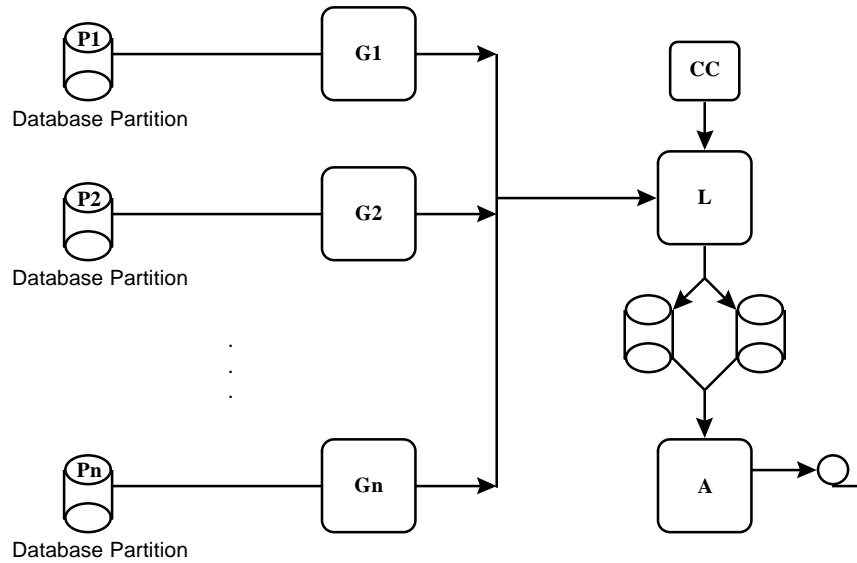 P1
G1
CC
Database Partition
P2
G2
L
Database Partition
.
.
.
Pn
Gn
A
Database Partition